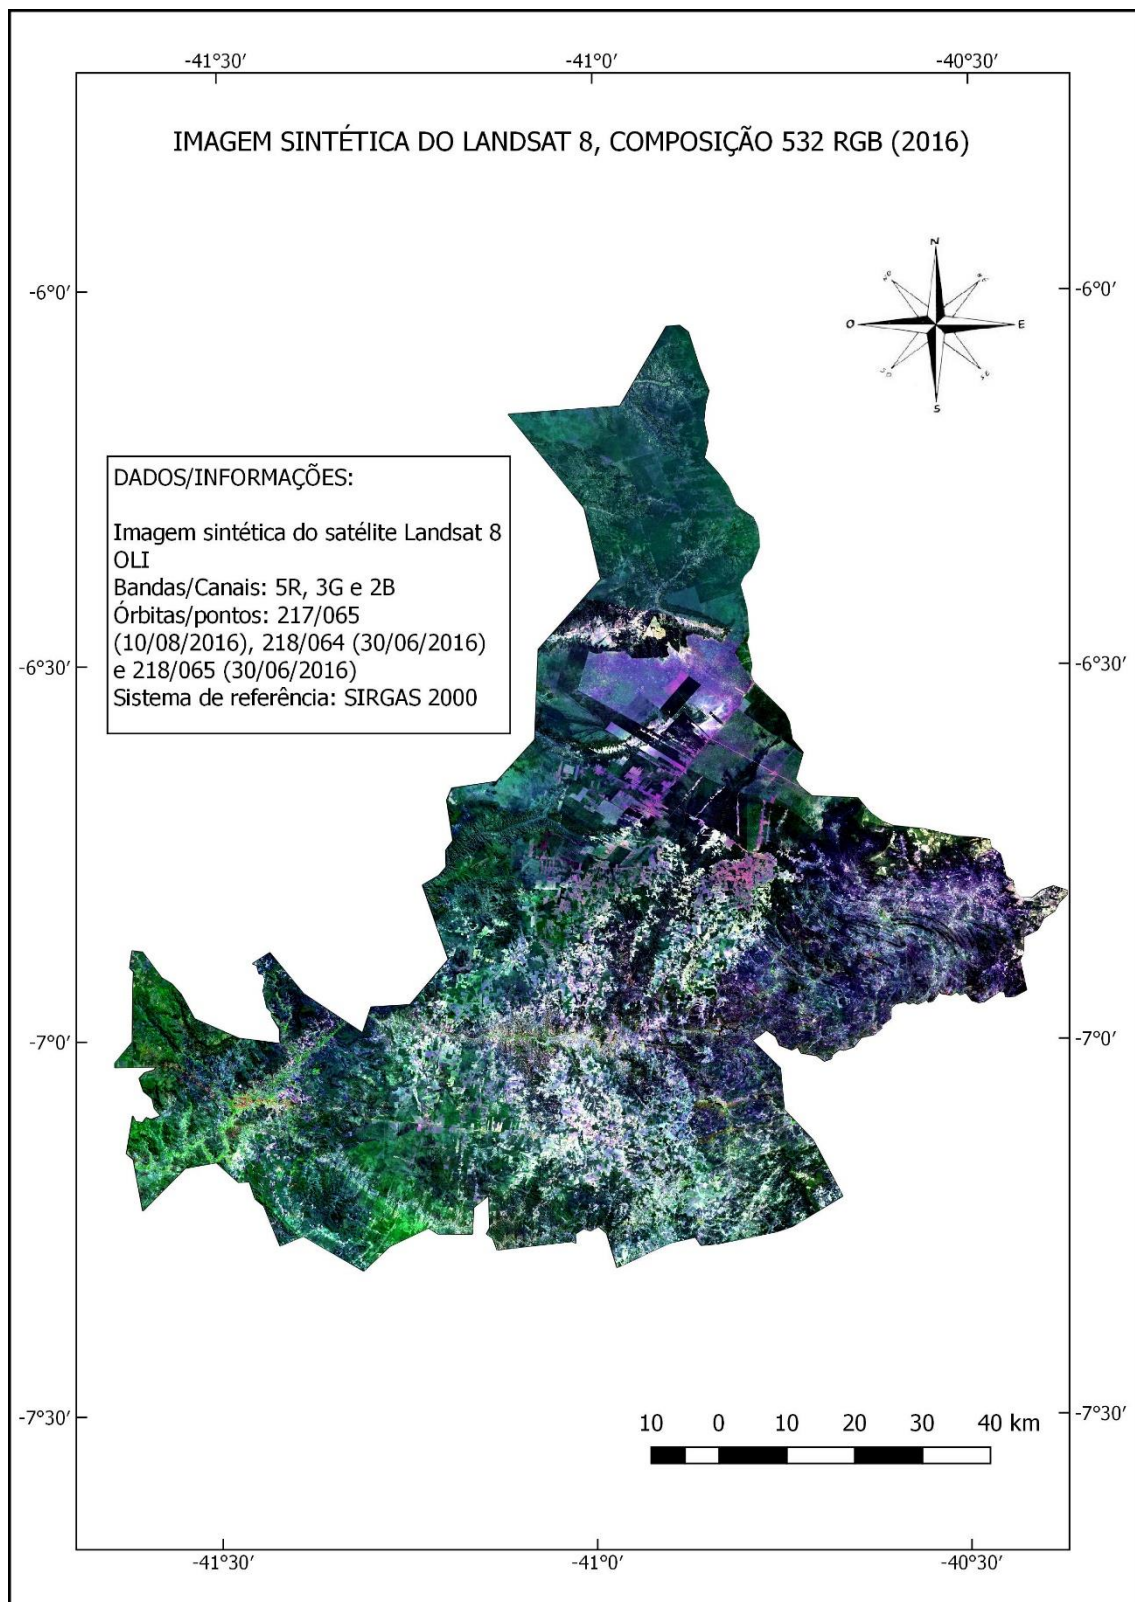 -41°30′ -41°0′ -40°30′
IMAGEM SINTÉTICA DO LANDSAT 8, COMPOSIÇÃO 532 RGB (2016)
N
O E
S
SO SE
-6°0′ -6°0′
DADOS/INFORMAÇÕES:
Imagem sintética do satélite Landsat 8
OLI
Bandas/Canais: 5R, 3G e 2B
Órbitas/pontos: 217/065
(10/08/2016), 218/064 (30/06/2016)
e 218/065 (30/06/2016)
Sistema de referência: SIRGAS 2000
-6°30′ -6°30′
-7°0′ -7°0′
-7°30′ -7°30′
10 0 10 20 30 40 km
-41°30′ -41°0′ -40°30′